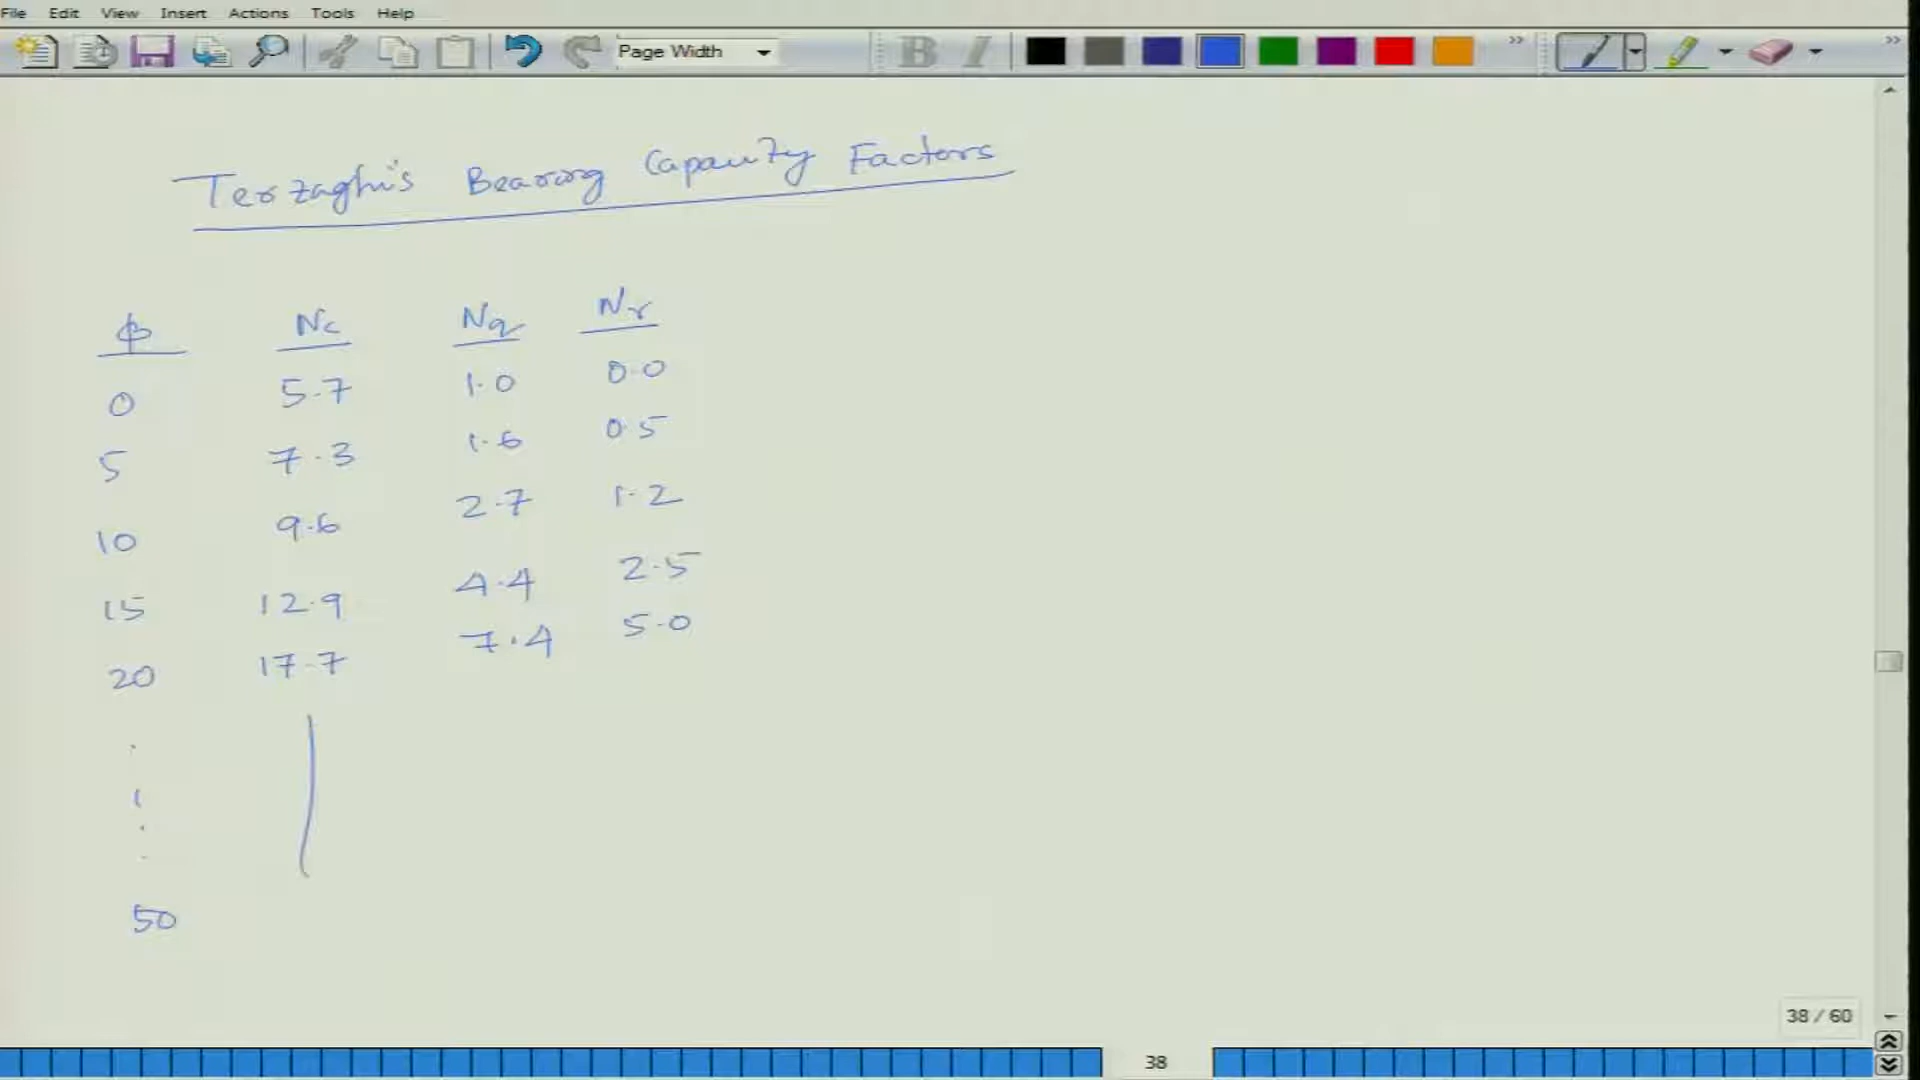 File Edit View Insert Actions Tools Help
Page Width
B I
Terzaghi's Bearing Capacity Factors
φ Nc Nq Nγ
0 5.7 1.0 0.0
5 7.3 1.6 0.5
10 9.6 2.7 1.2
15 12.9 4.4 2.5
20 17.7 7.4 5.0
50
38 / 60
38